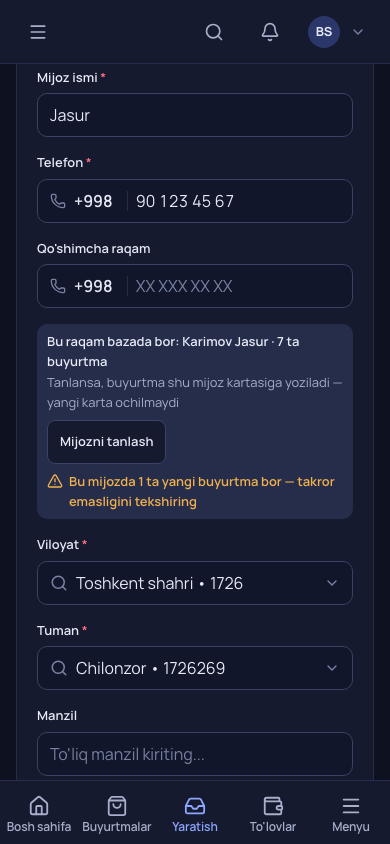 BS
Mijoz ismi *
Jasur
Telefon *
+998 90 123 45 67
Qo'shimcha raqam
+998 XX XXX XX XX
Bu raqam bazada bor: Karimov Jasur · 7 ta
buyurtma
Tanlansa, buyurtma shu mijoz kartasiga yoziladi —
yangi karta ochilmaydi
Mijozni tanlash
Bu mijozda 1 ta yangi buyurtma bor — takror
emasligini tekshiring
Viloyat *
Toshkent shahri • 1726
Tuman *
Chilonzor • 1726269
Manzil
To'liq manzil kiriting...
Bosh sahifa Buyurtmalar Yaratish To'lovlar Menyu